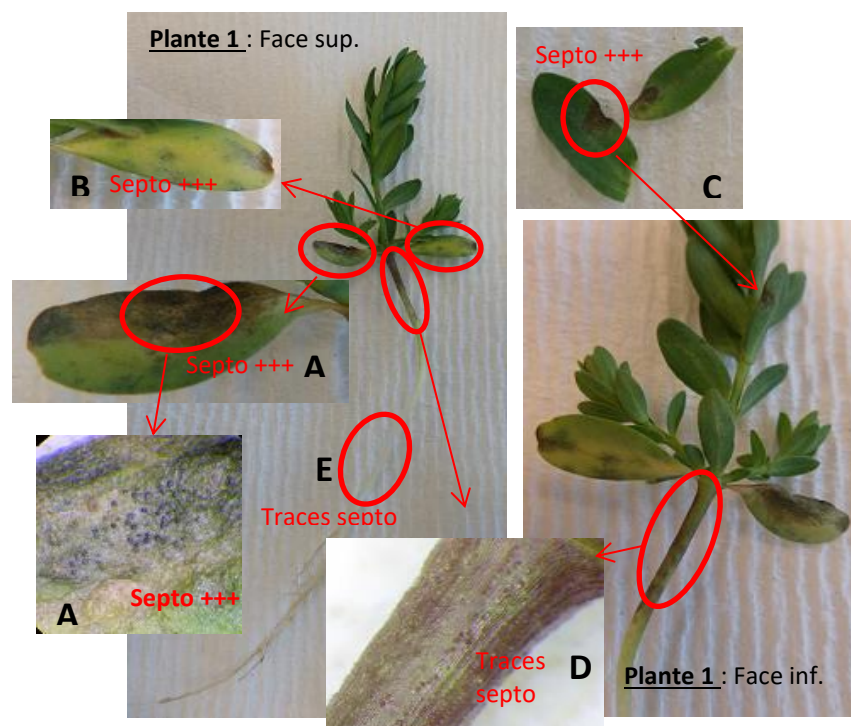 Plante 1 : Face sup.
Septo +++
C
B
Septo +++
Septo +++
A
E
Traces septo
Septo +++
A
Traces
septo
D
Plante 1 : Face inf.